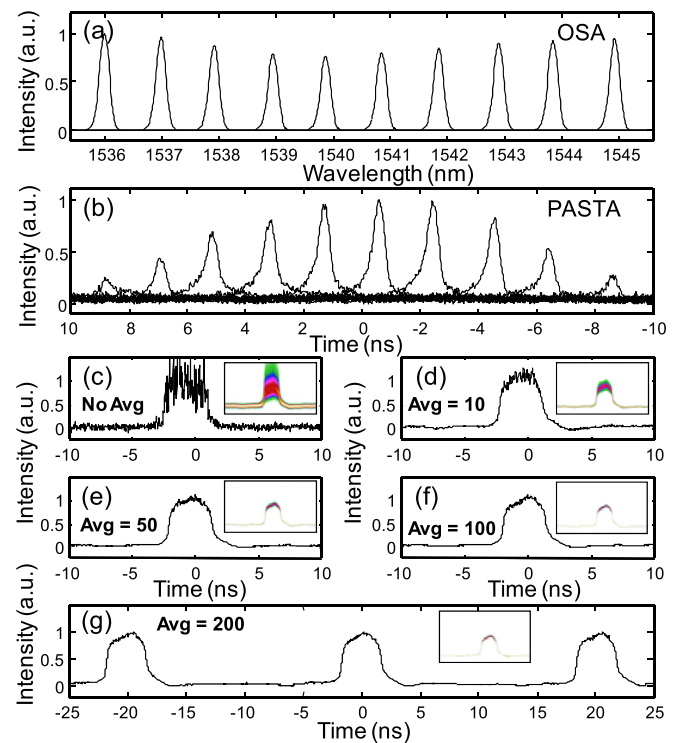 (a) OSA
Intensity (a.u.)
1
0.5
0
1536 1537 1538 1539 1540 1541 1542 1543 1544 1545
Wavelength (nm)
(b) PASTA
Intensity (a.u.)
1
0.5
0
10 8 6 4 2 0 -2 -4 -6 -8 -10
Time (ns)
Intensity (a.u.)
(c)
No Avg
1
0.5
0
-10 -5 0 5 10
(d)
Avg = 10
1
0.5
0
-10 -5 0 5 10
Intensity (a.u.)
(e)
Avg = 50
1
0.5
0
-10 -5 0 5 10
Time (ns)
(f)
Avg = 100
1
0.5
0
-10 -5 0 5 10
Time (ns)
Intensity (a.u.)
(g) Avg = 200
1
0.5
0
-25 -20 -15 -10 -5 0 5 10 15 20 25
Time (ns)